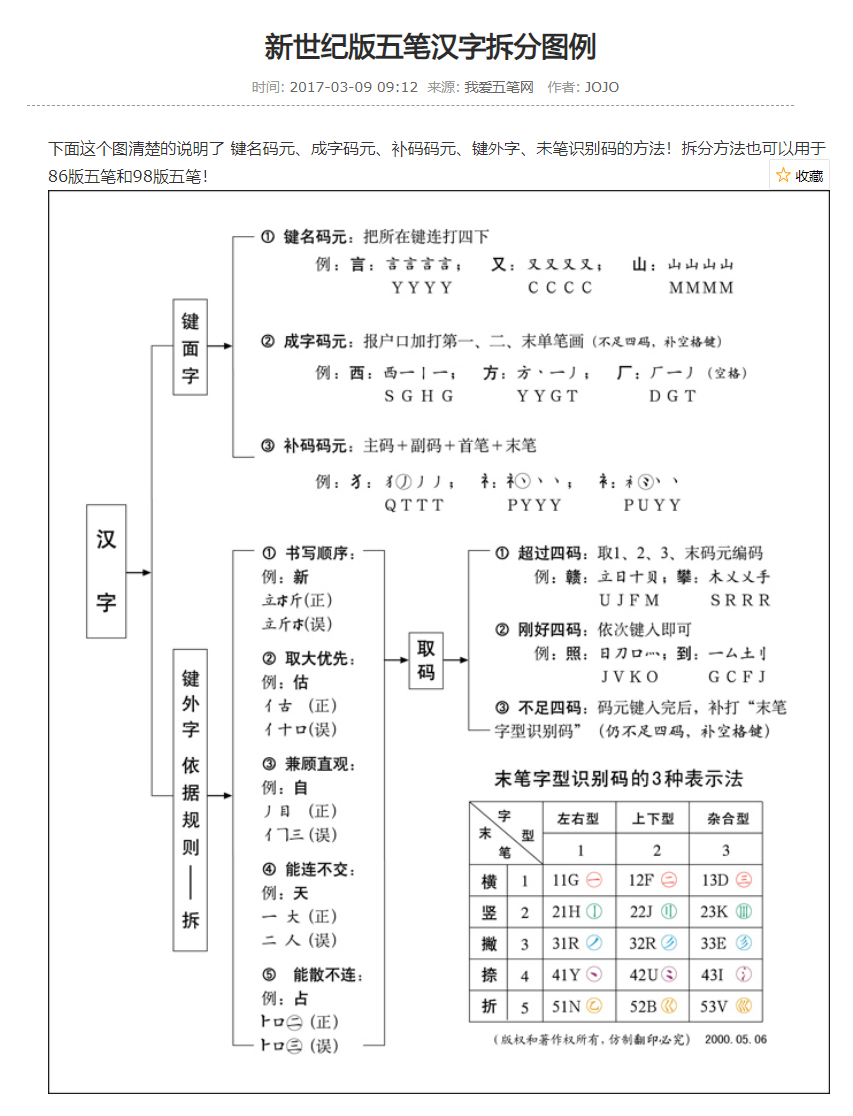 新世纪版五笔汉字拆分图例
时间: 2017-03-09 09:12 来源: 我爱五笔网 作者: JOJO
下面这个图清楚的说明了 键名码元、成字码元、补码码元、键外字、未笔识别码的方法！拆分方法也可以用于
86版五笔和98版五笔！
收藏
汉字
键面字
① 键名码元：把所在键连打四下
例：言：言言言言； 又：又又又又； 山：山山山山
YYYY CCCC MMMM
② 成字码元：报户口加打第一、二、末单笔画（不足四码，补空格键）
例：西：西一丨一； 方：方丶一丿； 厂：厂一丿（空格）
SGHG YYGT DGT
③ 补码码元：主码＋副码＋首笔＋末笔
例：犭：犭丿丿丿； 礻：礻丶丶丶； 衤：衤⺀丶丶
QTTT PYYY PUYY
键外字依据规则——拆
① 书写顺序：
例：新
立朩斤(正)
立斤朩(误)
② 取大优先：
例：估
亻古 (正)
亻十口(误)
③ 兼顾直观：
例：自
丿目 (正)
亻㇆三(误)
④ 能连不交：
例：天
一 大 (正)
二 人 (误)
⑤ 能散不连：
例：占
⺊口㊁ (正)
⺊口㊂ (误)
取码
① 超过四码：取1、2、3、末码元编码
例：赣：立日十贝；攀：木乂乂手
UJFM SRRR
② 刚好四码：依次键入即可
例：照：日刀口灬；到：一厶土刂
JVKO GCFJ
③ 不足四码：码元键入完后，补打“末笔
字型识别码”（仍不足四码，补空格键）
末笔字型识别码的3种表示法
字型 末笔 左右型 上下型 杂合型
1 2 3
横 1 11G ㊀ 12F ㊁ 13D ㊂
竖 2 21H 22J 23K
撇 3 31R 32R 33E
捺 4 41Y 42U 43I
折 5 51N 52B 53V
（版权和著作权所有，仿制翻印必究） 2000.05.06